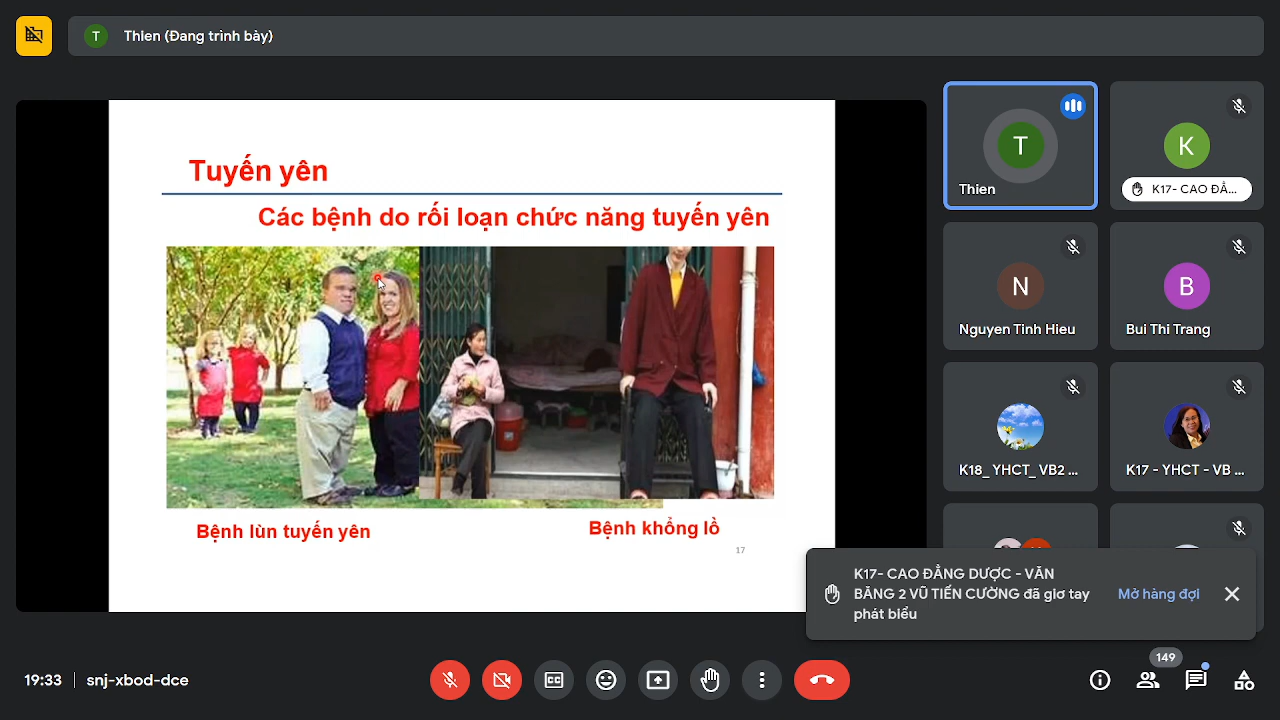 T
Thien (Đang trình bày)
Tuyến yên
Các bệnh do rối loạn chức năng tuyến yên
Bệnh lùn tuyến yên
Bệnh khổng lồ
17
T
Thien
K
K17- CAO ĐẲ...
N
Nguyen Tinh Hieu
B
Bui Thi Trang
K18_ YHCT_ VB2 ...
K17 - YHCT - VB ...
K17- CAO ĐẲNG DƯỢC - VĂN
BẰNG 2 VŨ TIẾN CƯỜNG đã giơ tay
phát biểu
Mở hàng đợi
19:33
snj-xbod-dce
149